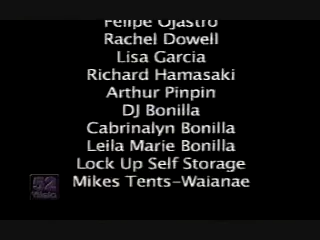 Felipe Ojastro
Rachel Dowell
Lisa Garcia
Richard Hamasaki
Arthur Pinpin
DJ Bonilla
Cabrinalyn Bonilla
Leila Marie Bonilla
Lock Up Self Storage
Mikes Tents-Waianae
52